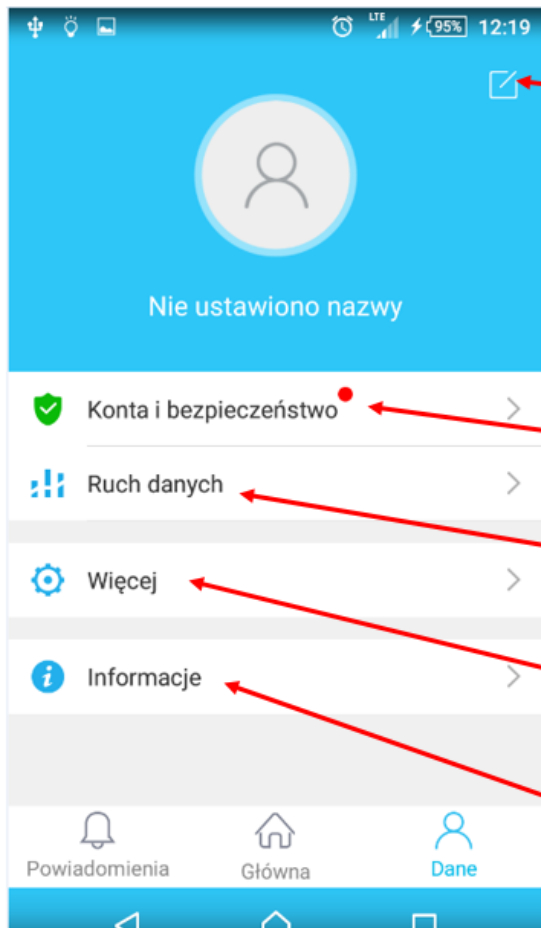 LTE 95% 12:19
Nie ustawiono nazwy
Konta i bezpieczeństwo
Ruch danych
Więcej
Informacje
Powiadomienia Główna Dane